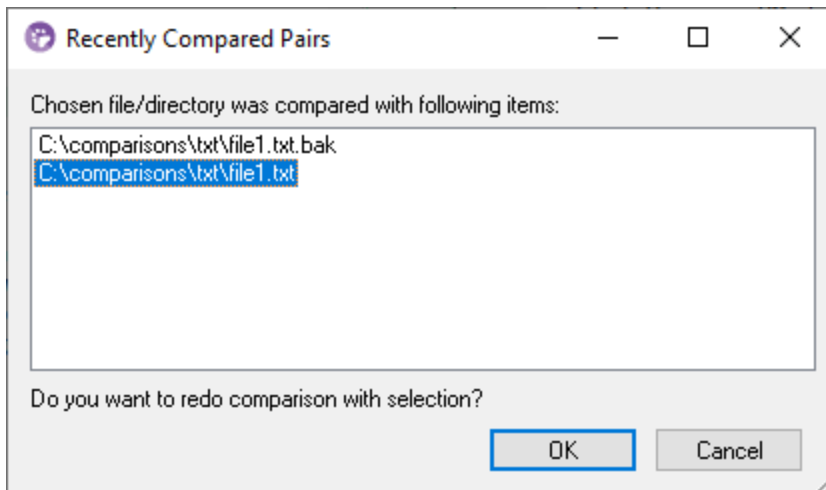 Recently Compared Pairs
Chosen file/directory was compared with following items:
C:\comparisons\txt\file1.txt.bak
C:\comparisons\txt\file1.txt
Do you want to redo comparison with selection?
OK Cancel